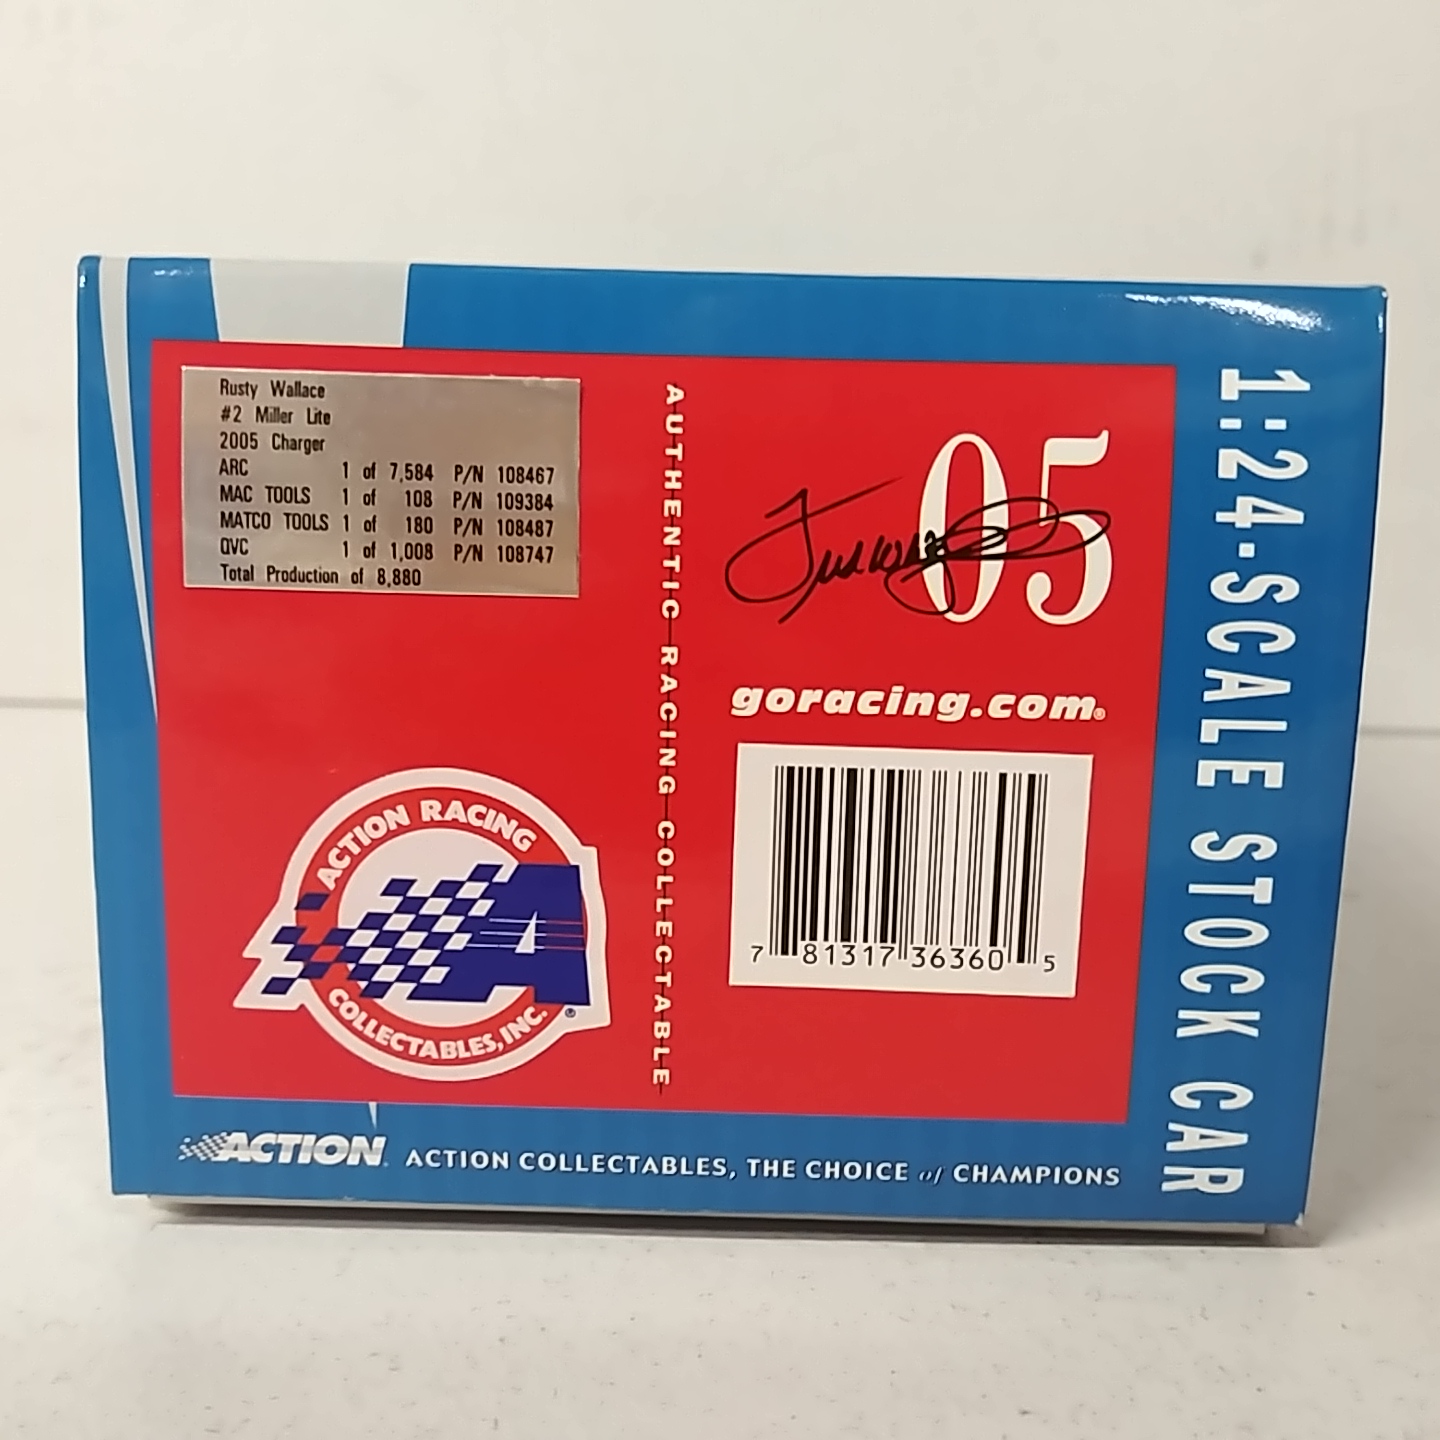 Rusty Wallace
#2 Miller Lite
2005 Charger
ARC 1 of 7,584 P/N 108467
MAC TOOLS 1 of 108 P/N 109384
MATCO TOOLS 1 of 180 P/N 108487
QVC 1 of 1,008 P/N 108747
Total Production of 8,880
AUTHENTIC RACING COLLECTABLE
05
goracing.com®
7 81317 36360 5
ACTION RACING
COLLECTABLES, INC.®
ACTION
ACTION COLLECTABLES, THE CHOICE of CHAMPIONS
1:24-SCALE STOCK CAR